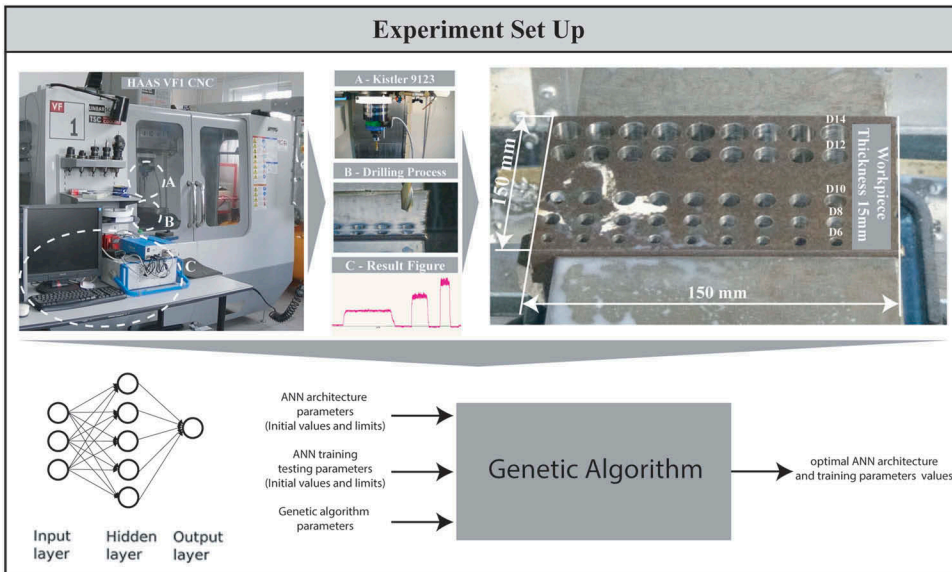 Experiment Set Up
HAAS VF1 CNC
VF
1
A
B
C
A - Kistler 9123
B - Drilling Process
C - Result Figure
D14
D12
D10
D8
D6
Workpiece
Thickness 15mm
150 mm
150 mm
ANN architecture
parameters
(Initial values and limits)
ANN training
testing parameters
(Initial values and limits)
Genetic algorithm
parameters
Genetic Algorithm
optimal ANN architecture
and training parameters values
Input
layer
Hidden
layer
Output
layer